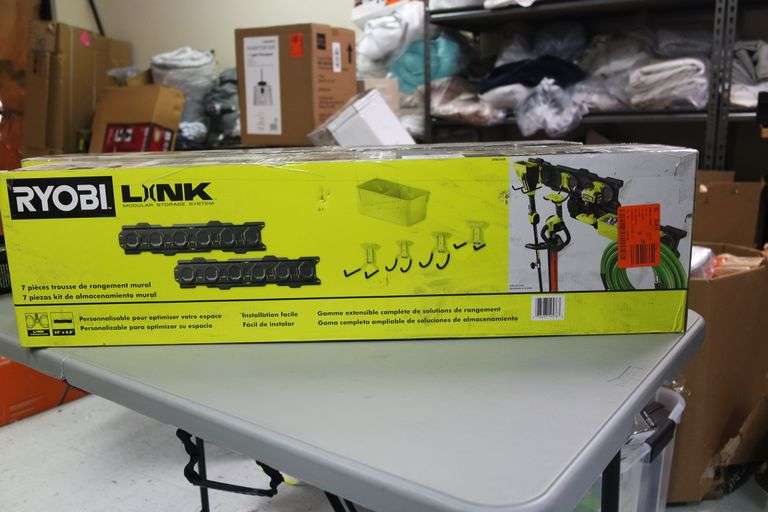 RYOBI
LINK
MODULAR STORAGE SYSTEM
7 pièces trousse de rangement mural
7 piezas kit de almacenamiento mural
Personnalisable pour optimiser votre espace
Personalizable para optimizar su espacio
Installation facile
Fácil de instalar
Gamme extensible complète de solutions de rangement
Gama completa ampliable de soluciones de almacenamiento